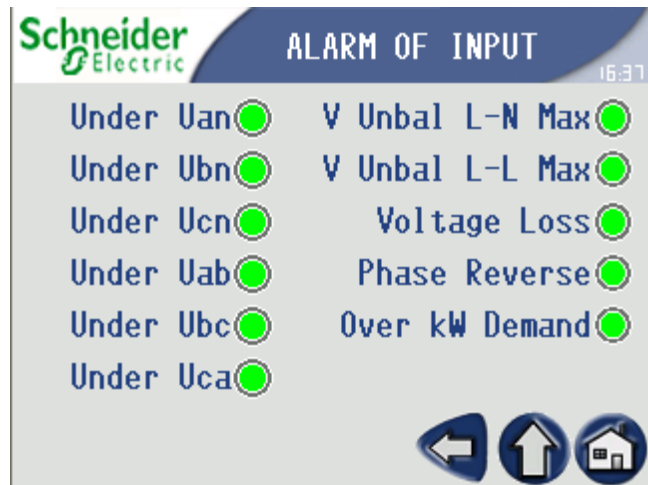 Schneider
Electric
ALARM OF INPUT
16:37
Under Uan
Under Ubn
Under Ucn
Under Uab
Under Ubc
Under Uca
V Unbal L-N Max
V Unbal L-L Max
Voltage Loss
Phase Reverse
Over kW Demand